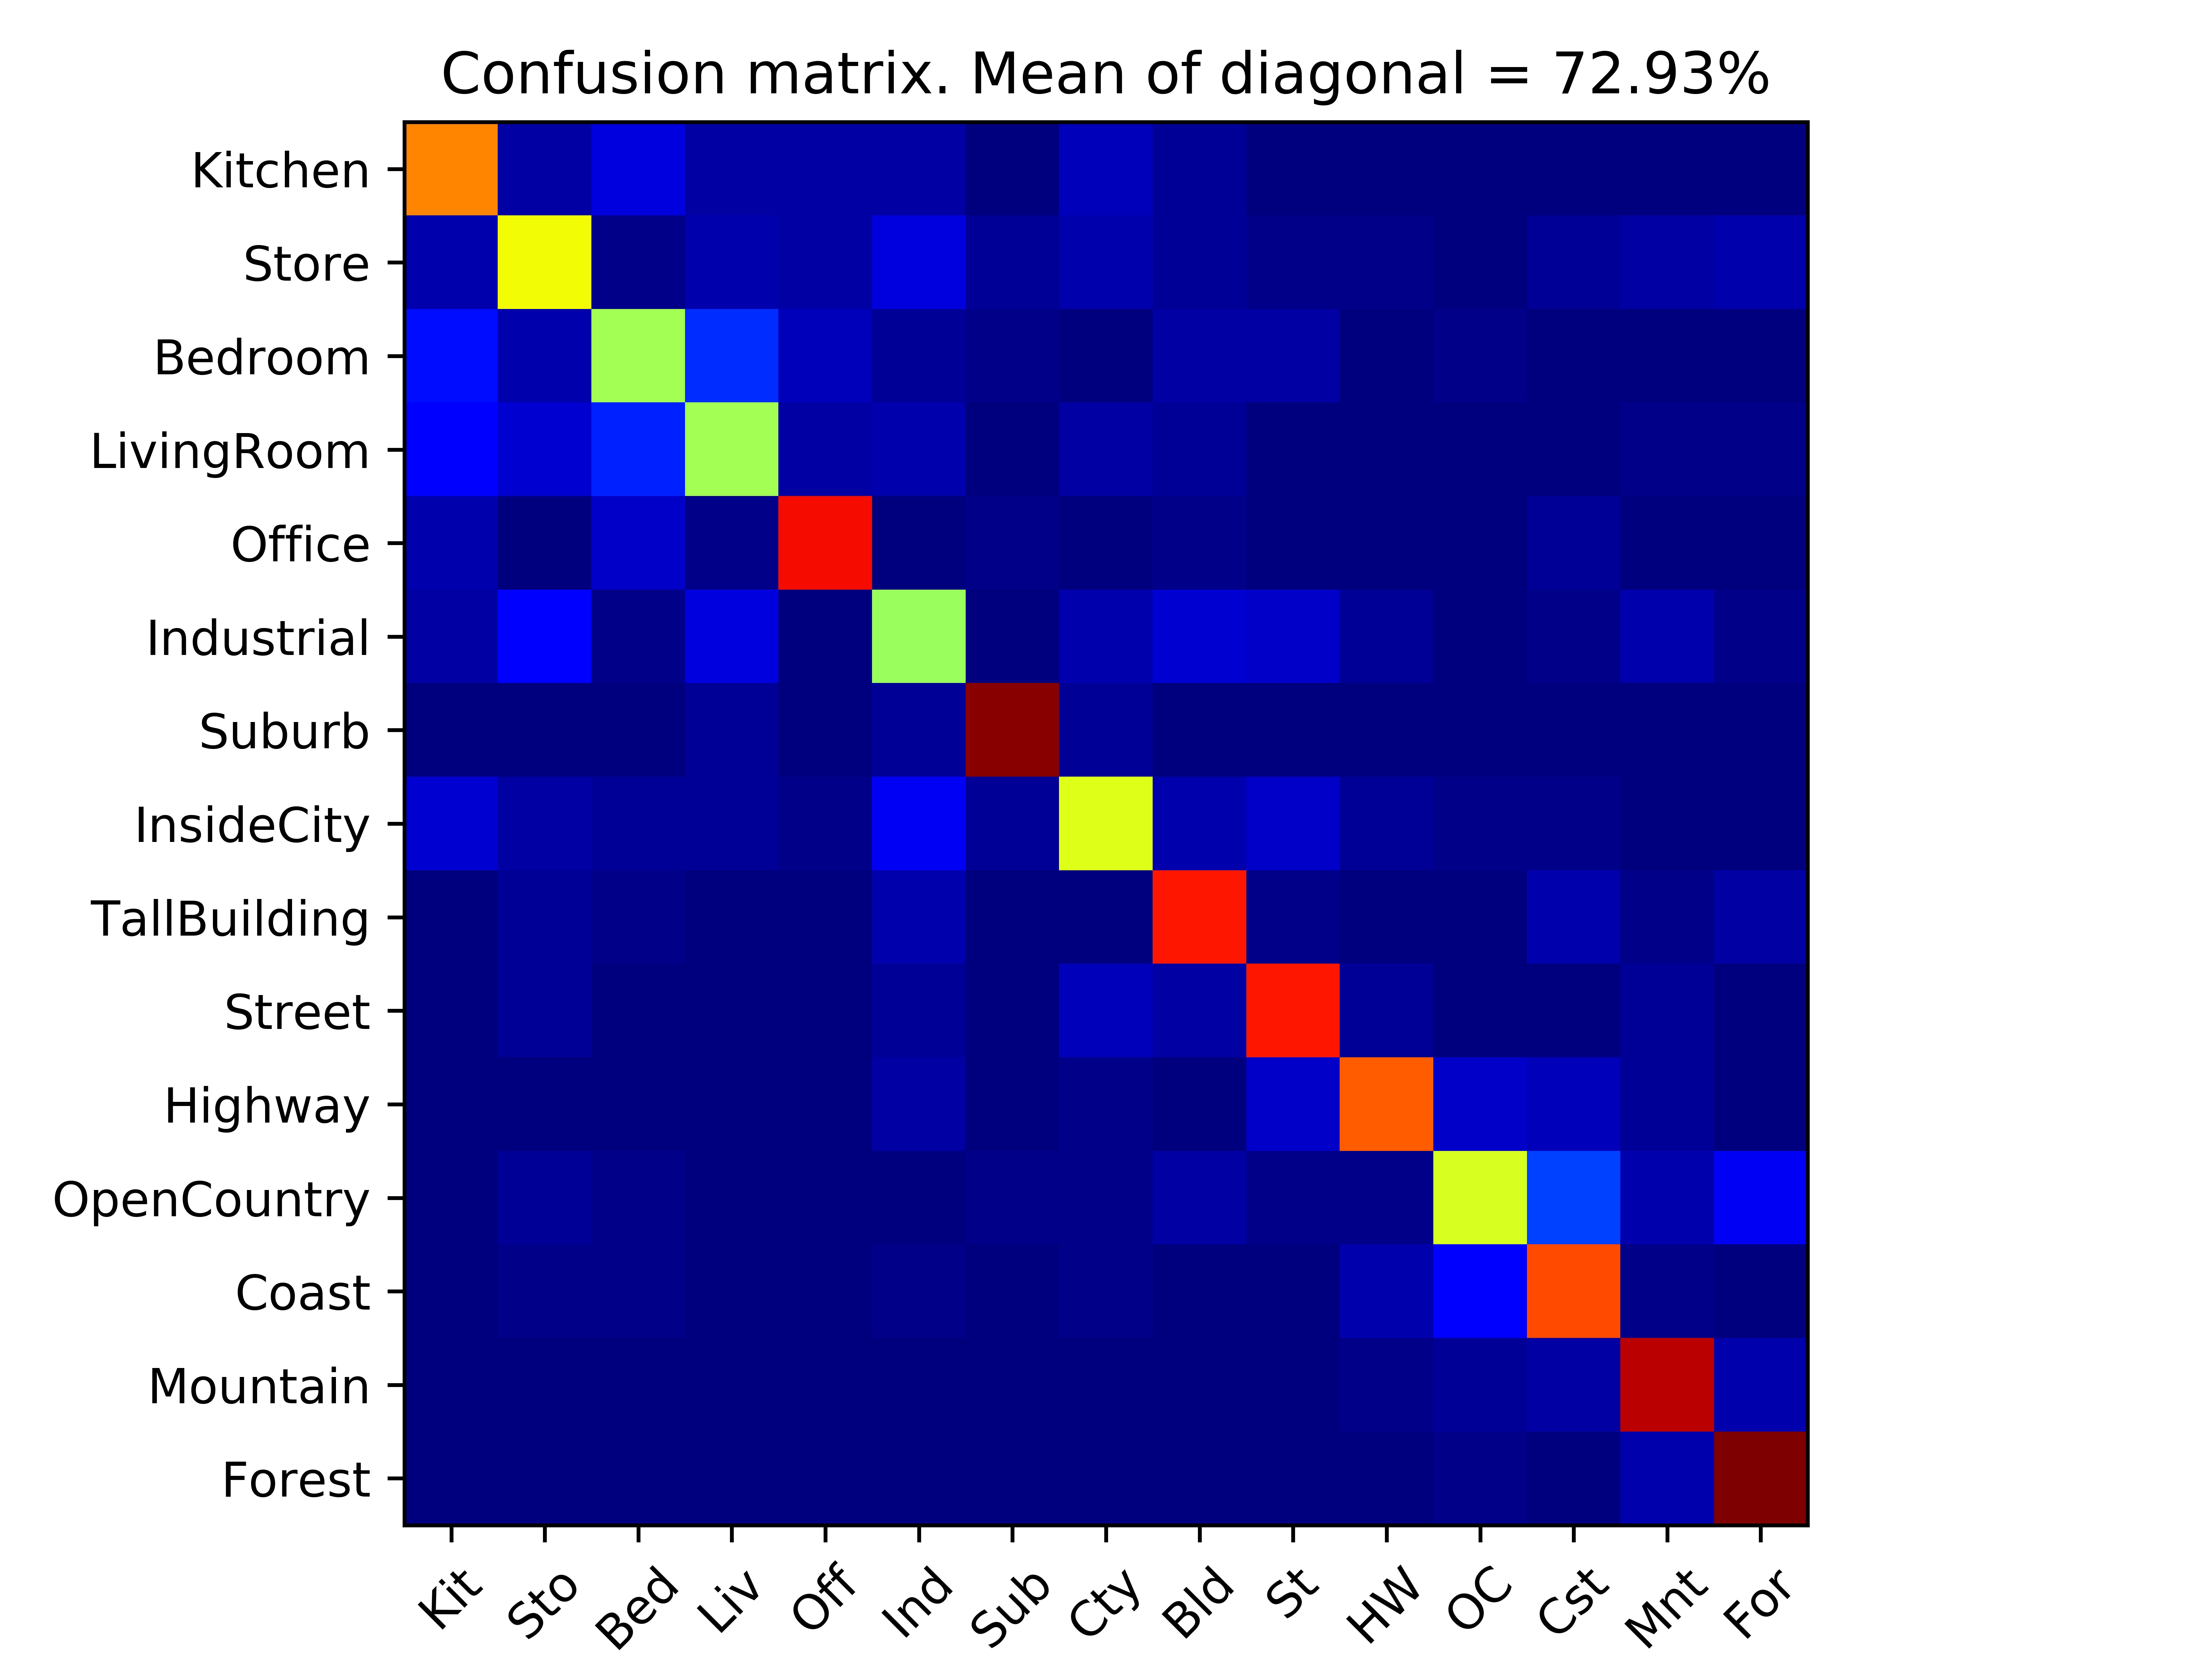 Confusion matrix. Mean of diagonal = 72.93%
Kitchen
Store
Bedroom
LivingRoom
Office
Industrial
Suburb
InsideCity
TallBuilding
Street
Highway
OpenCountry
Coast
Mountain
Forest
Kit Sto Bed Liv Off Ind Sub Cty Bld St HW OC Cst Mnt For